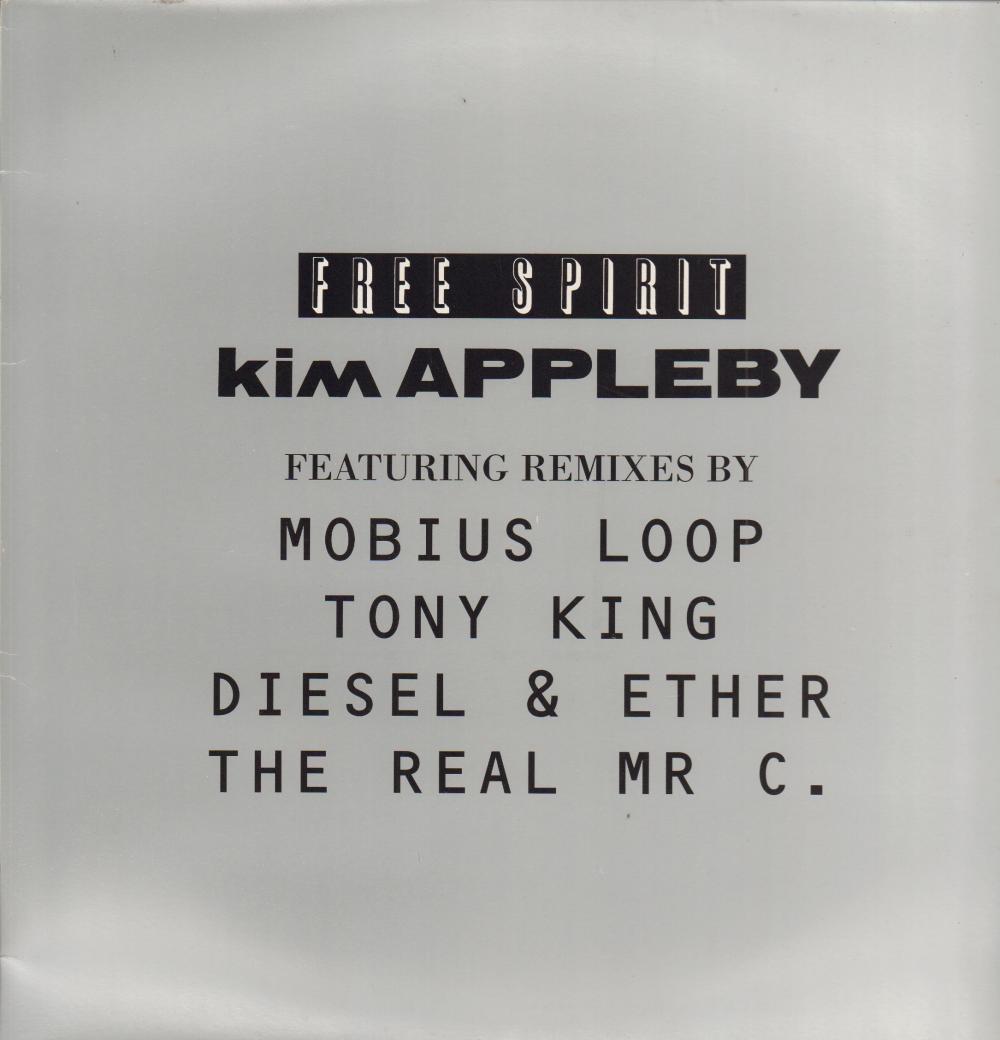 FREE SPIRIT
kim APPLEBY
FEATURING REMIXES BY
MOBIUS LOOP
TONY KING
DIESEL & ETHER
THE REAL MR C.